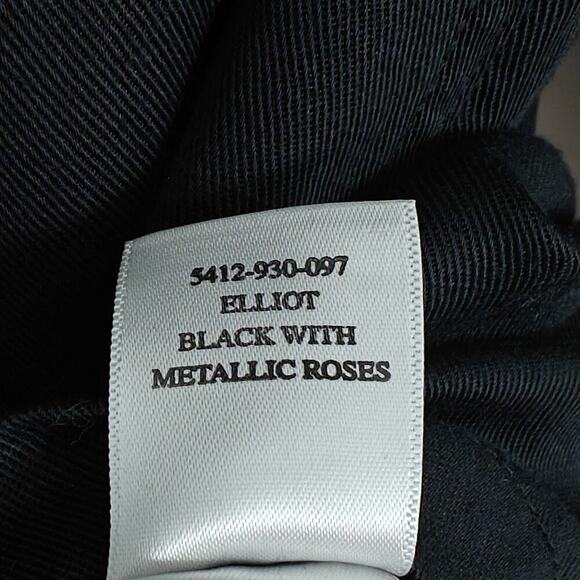 5412-930-097
ELLIOT
BLACK WITH
METALLIC ROSES